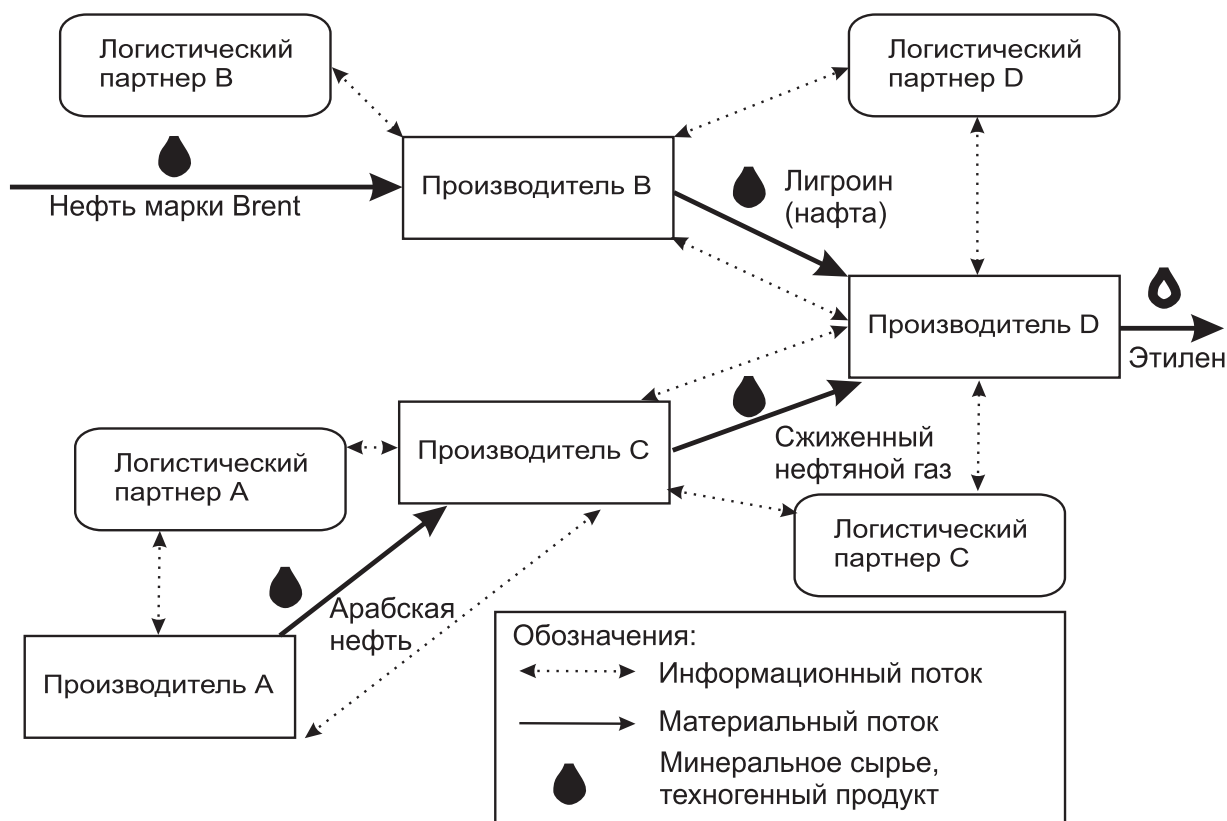 Логистический
партнер B
Логистический
партнер D
Производитель B
Нефть марки Brent
Лигроин
(нафта)
Производитель D
Этилен
Производитель C
Сжиженный
нефтяной газ
Логистический
партнер A
Логистический
партнер C
Арабская
нефть
Производитель A
Обозначения:
Информационный поток
Материальный поток
Минеральное сырье,
техногенный продукт